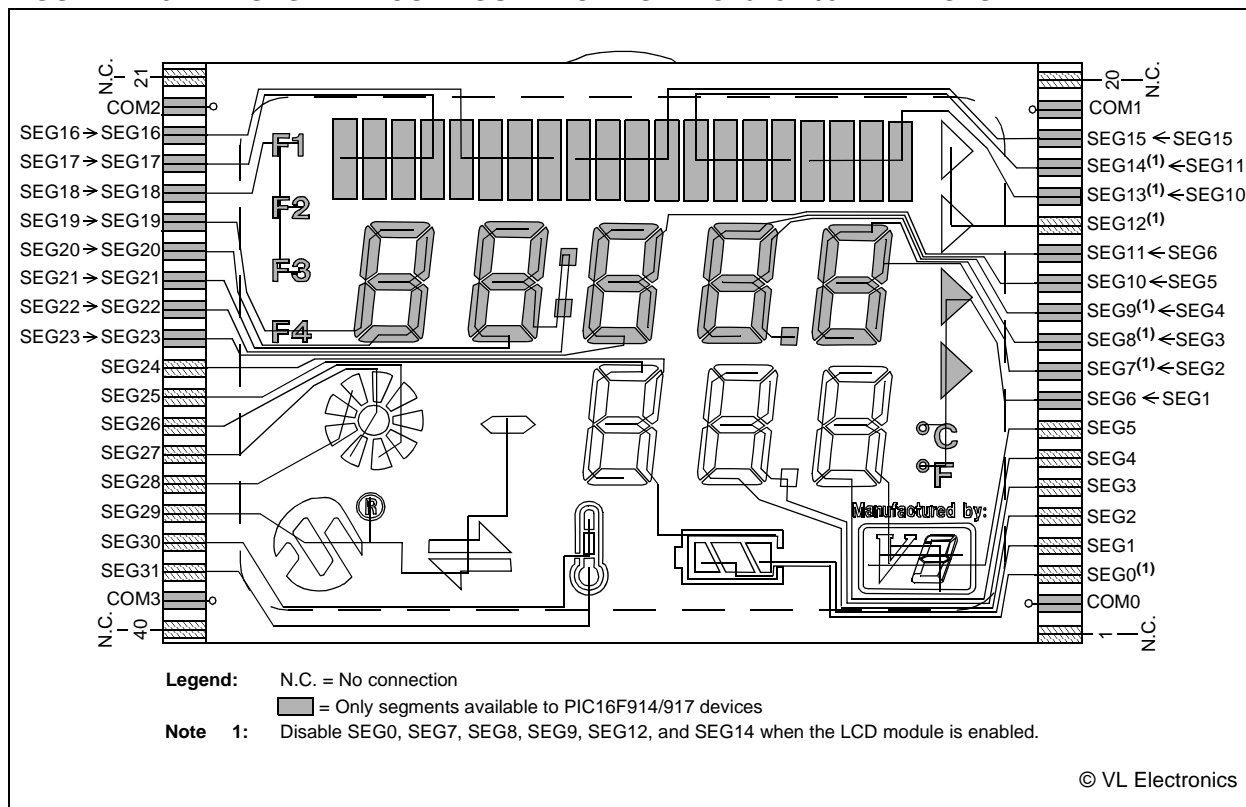 N.C.
21
COM2
SEG16 → SEG16
SEG17 → SEG17
SEG18 → SEG18
SEG19 → SEG19
SEG20 → SEG20
SEG21 → SEG21
SEG22 → SEG22
SEG23 → SEG23
SEG24
SEG25
SEG26
SEG27
SEG28
SEG29
SEG30
SEG31
COM3
N.C.
40
F1
F2
F3
F4
®
°C
°F
Manufactured by:
20
N.C.
COM1
SEG15 ← SEG15
SEG14(1) ← SEG11
SEG13(1) ← SEG10
SEG12(1)
SEG11 ← SEG6
SEG10 ← SEG5
SEG9(1) ← SEG4
SEG8(1) ← SEG3
SEG7(1) ← SEG2
SEG6 ← SEG1
SEG5
SEG4
SEG3
SEG2
SEG1
SEG0(1)
COM0
1
N.C.
Legend: N.C. = No connection
= Only segments available to PIC16F914/917 devices
Note 1: Disable SEG0, SEG7, SEG8, SEG9, SEG12, and SEG14 when the LCD module is enabled.
© VL Electronics